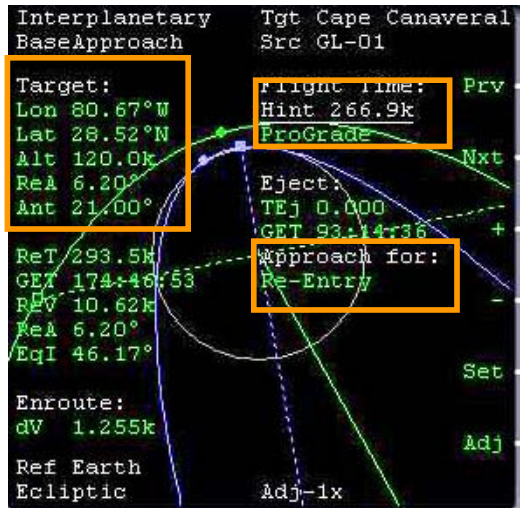 Interplanetary
BaseApproach
Tgt Cape Canaveral
Src GL-01
Target:
Lon 80.67°W
Lat 28.52°N
Alt 120.0k
ReA 6.20°
Ant 21.00°
ReT 293.5k
GET 174:46:53
ReV 10.62k
ReA 6.20°
EqI 46.17°
Enroute:
dV 1.255k
Ref Earth
Ecliptic
Flight Time:
Hint 266.9k
ProGrade
Eject:
TEj 0.000
GET 93:14:36
Approach for:
Re-Entry
Adj-1x
Prv
Nxt
+
-
Set
Adj